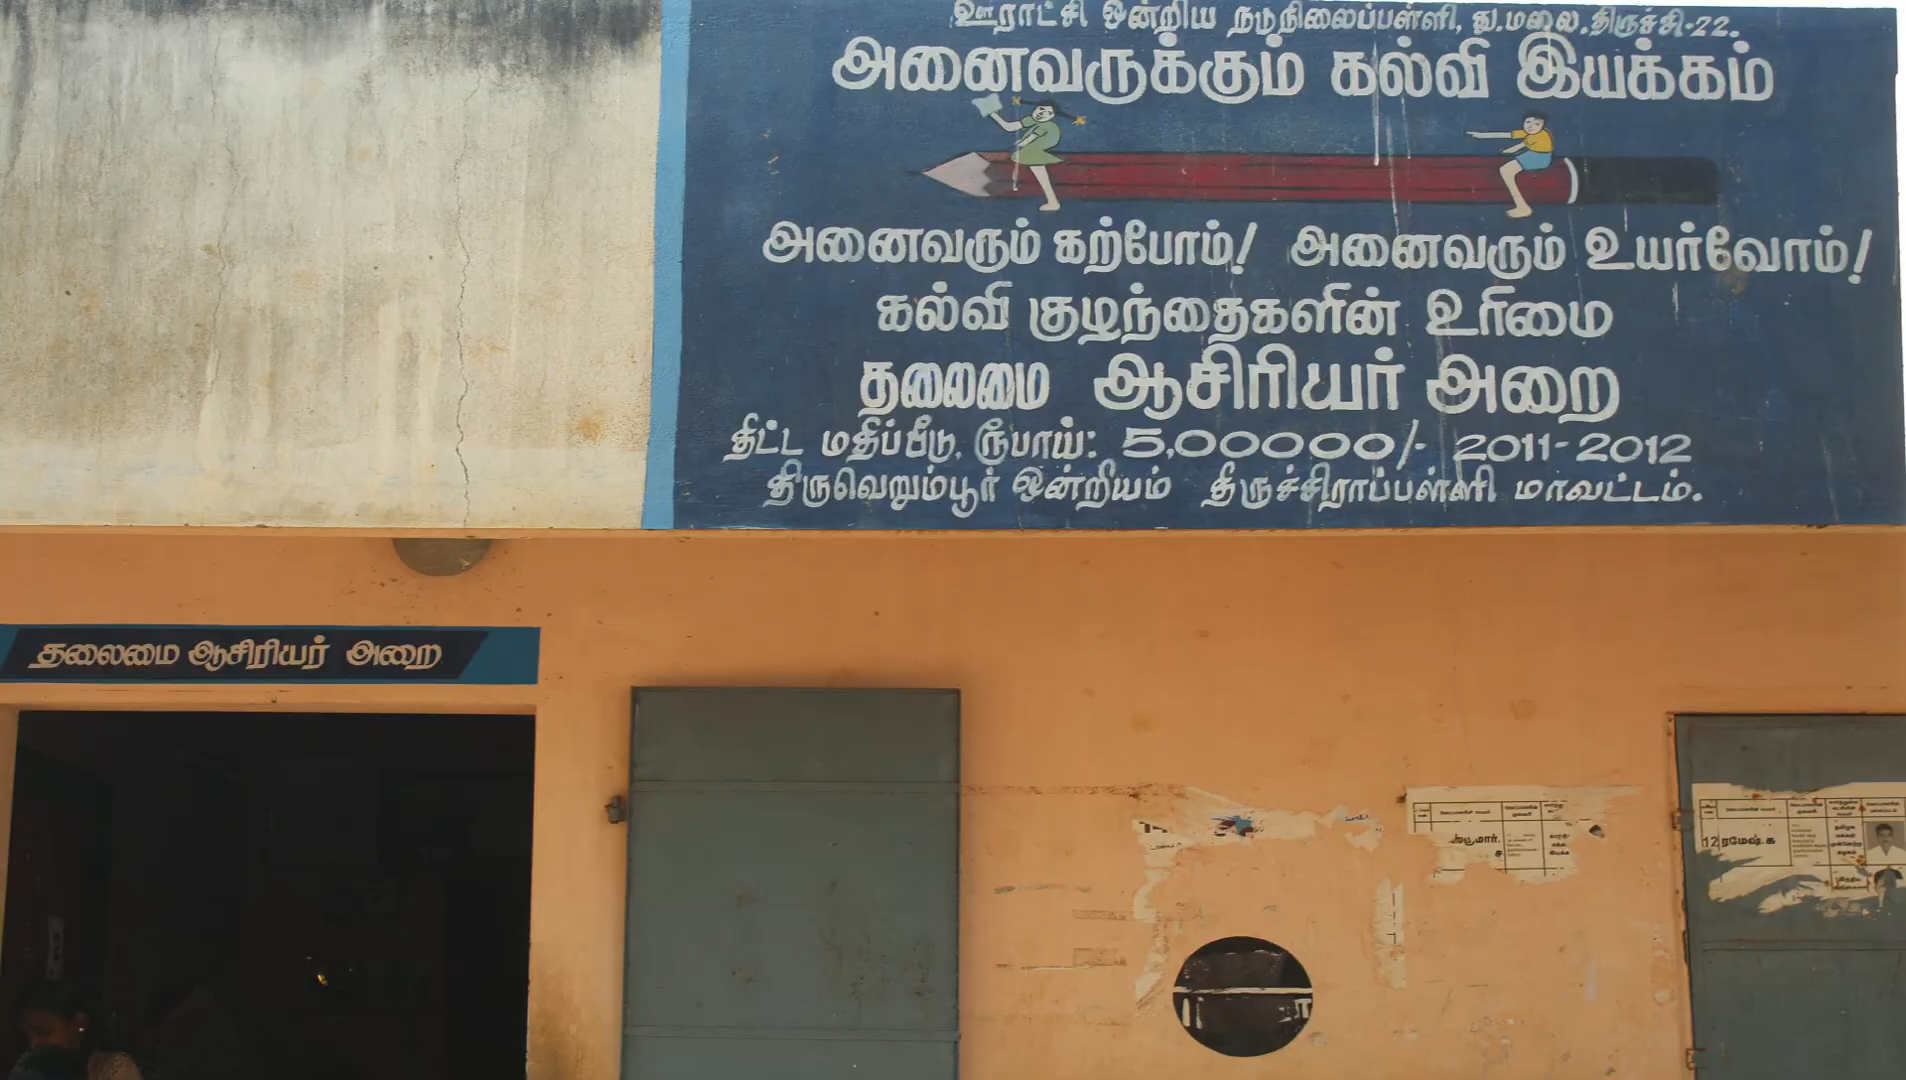 ஊராட்சி ஒன்றிய நடுநிலைப்பள்ளி, து.மலை.திருச்சி-22.
அனைவருக்கும் கல்வி இயக்கம்
அனைவரும் கற்போம்! அனைவரும் உயர்வோம்!
கல்வி குழந்தைகளின் உரிமை
தலைமை ஆசிரியர் அறை
திட்ட மதிப்பீடு, ரூபாய்: 5,00000/- 2011-2012
திருவெறும்பூர் ஒன்றியம் திருச்சிராப்பள்ளி மாவட்டம்.
தலைமை ஆசிரியர் அறை
12 ரமேஷ்.க